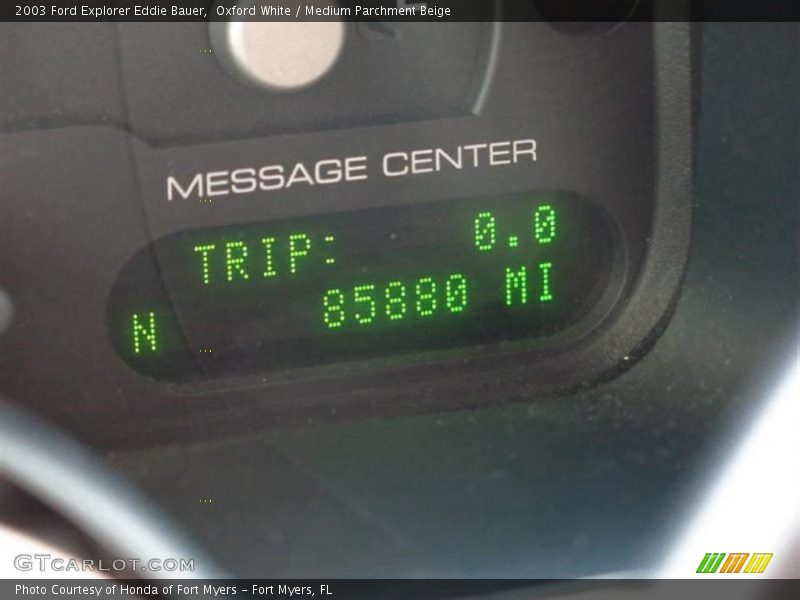 2003 Ford Explorer Eddie Bauer,  Oxford White / Medium Parchment Beige
MESSAGE CENTER
TRIP: 0.0
N 85880 MI
GTCARLOT.COM
Photo Courtesy of Honda of Fort Myers – Fort Myers, FL